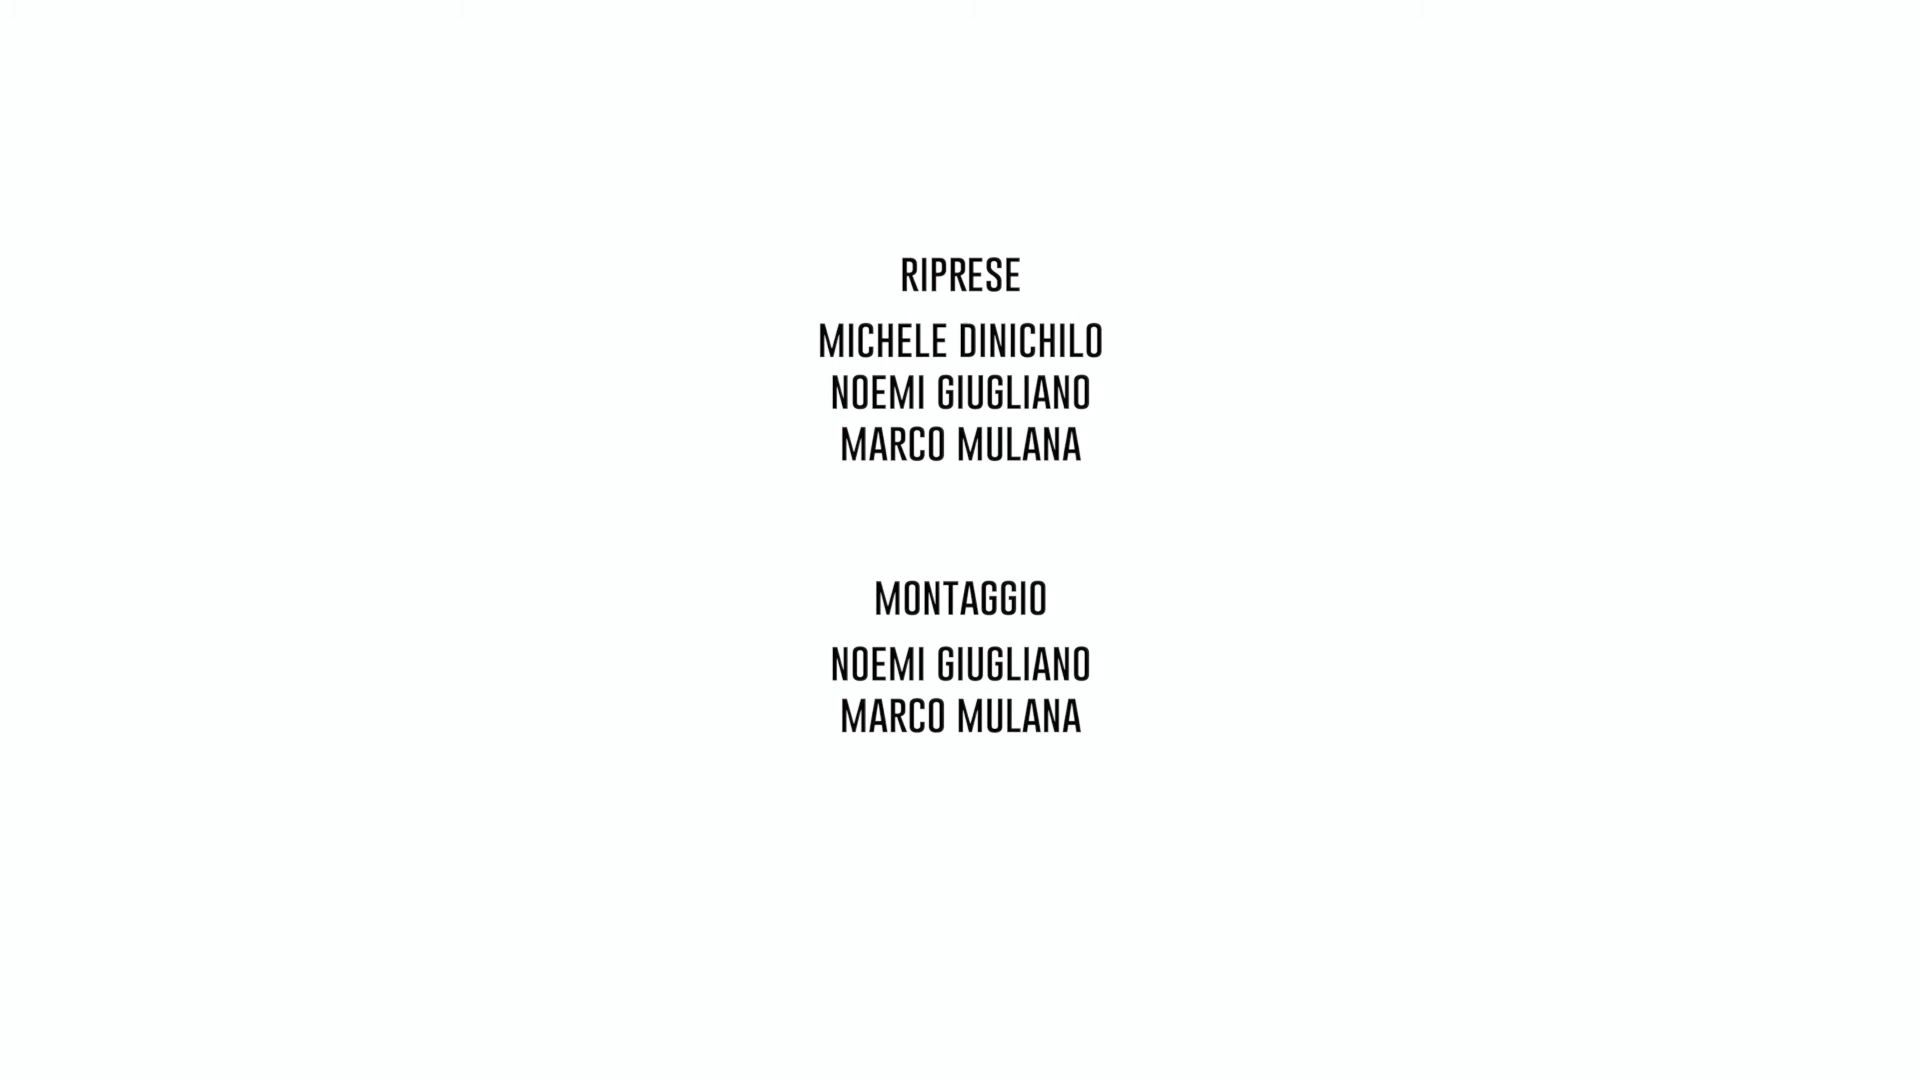 RIPRESE
MICHELE DINICHILO
NOEMI GIUGLIANO
MARCO MULANA
MONTAGGIO
NOEMI GIUGLIANO
MARCO MULANA